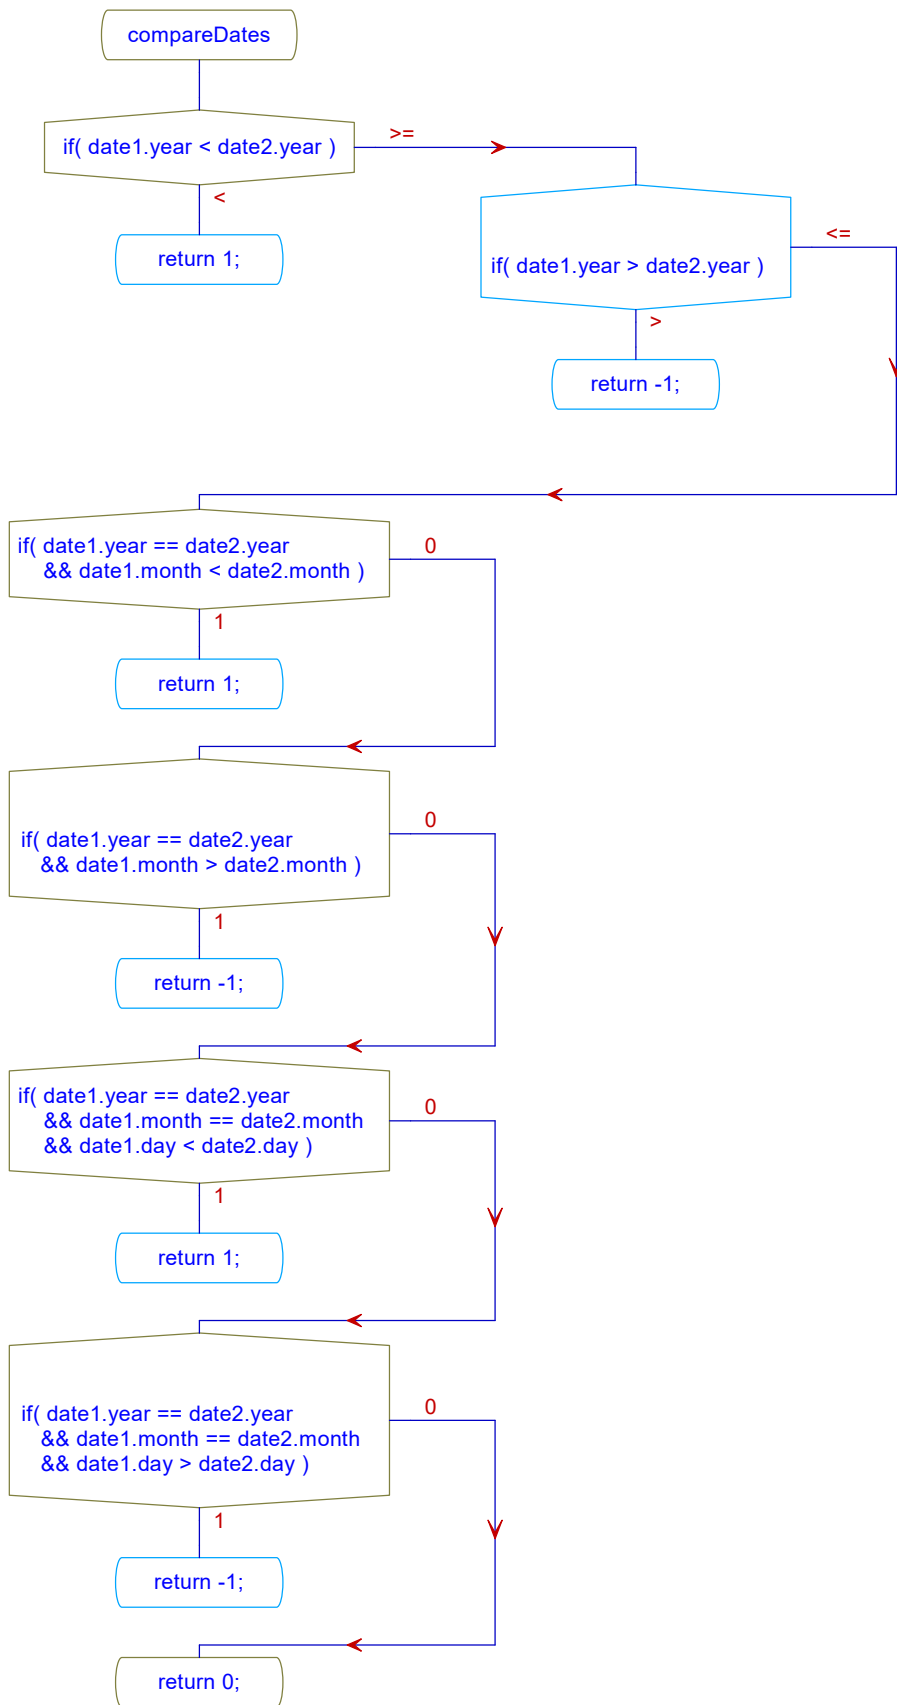 compareDates
if( date1.year < date2.year )
>=
<
return 1;
if( date1.year > date2.year )
<=
>
return -1;
if( date1.year == date2.year
&& date1.month < date2.month )
0
1
return 1;
if( date1.year == date2.year
&& date1.month > date2.month )
0
1
return -1;
if( date1.year == date2.year
&& date1.month == date2.month
&& date1.day < date2.day )
0
1
return 1;
if( date1.year == date2.year
&& date1.month == date2.month
&& date1.day > date2.day )
0
1
return -1;
return 0;